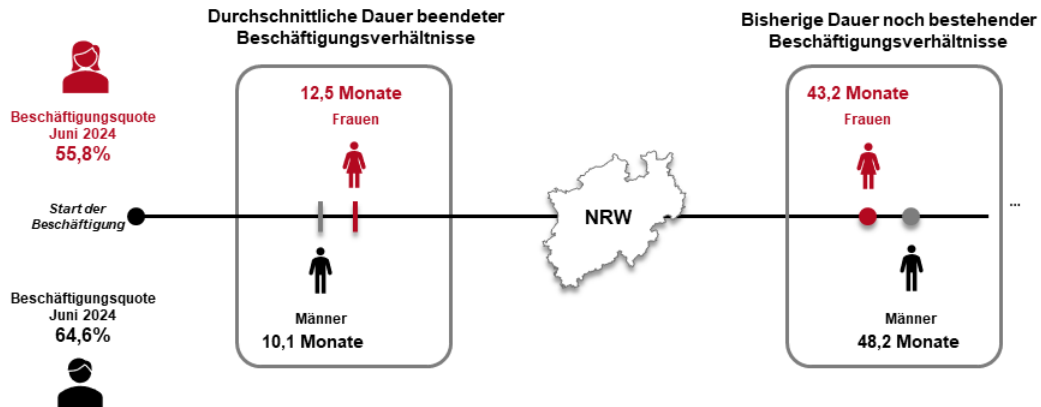 Durchschnittliche Dauer beendeter
Beschäftigungsverhältnisse
Bisherige Dauer noch bestehender
Beschäftigungsverhältnisse
12,5 Monate
Frauen
43,2 Monate
Frauen
Beschäftigungsquote
Juni 2024
55,8%
Start der
Beschäftigung
NRW
...
Beschäftigungsquote
Juni 2024
64,6%
Männer
10,1 Monate
Männer
48,2 Monate